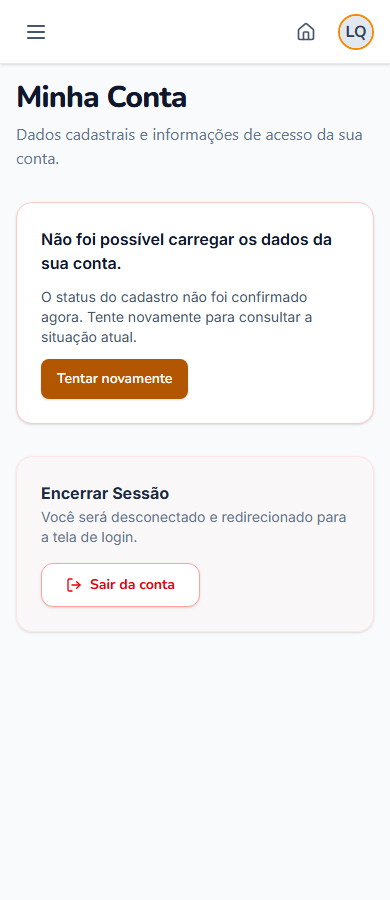 LQ
Minha Conta
Dados cadastrais e informações de acesso da sua
conta.
Não foi possível carregar os dados da
sua conta.
O status do cadastro não foi confirmado
agora. Tente novamente para consultar a
situação atual.
Tentar novamente
Encerrar Sessão
Você será desconectado e redirecionado para
a tela de login.
Sair da conta